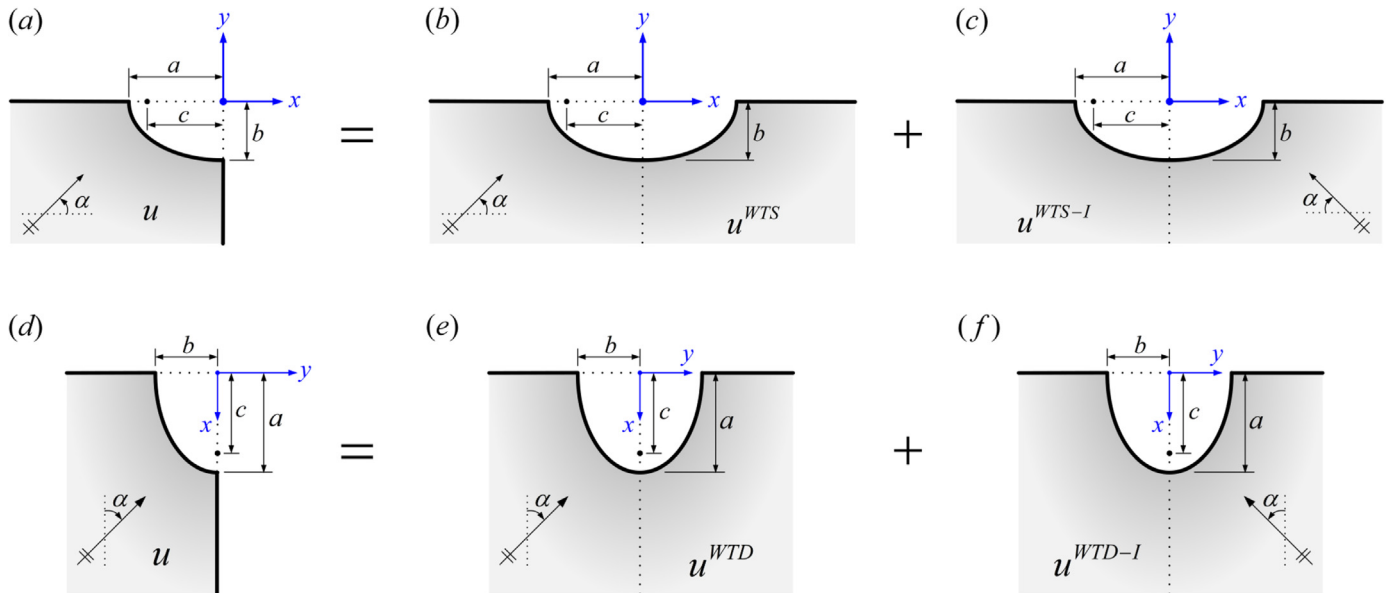 (a)
y
a
x
c
b
α
u
=
(b)
y
a
x
c
b
α
u^{WTS}
+
(c)
y
a
x
c
b
α
u^{WTS-I}
(d)
b
y
c
a
x
α
u
=
(e)
b
y
c
a
x
α
u^{WTD}
+
(f)
b
y
c
a
x
α
u^{WTD-I}